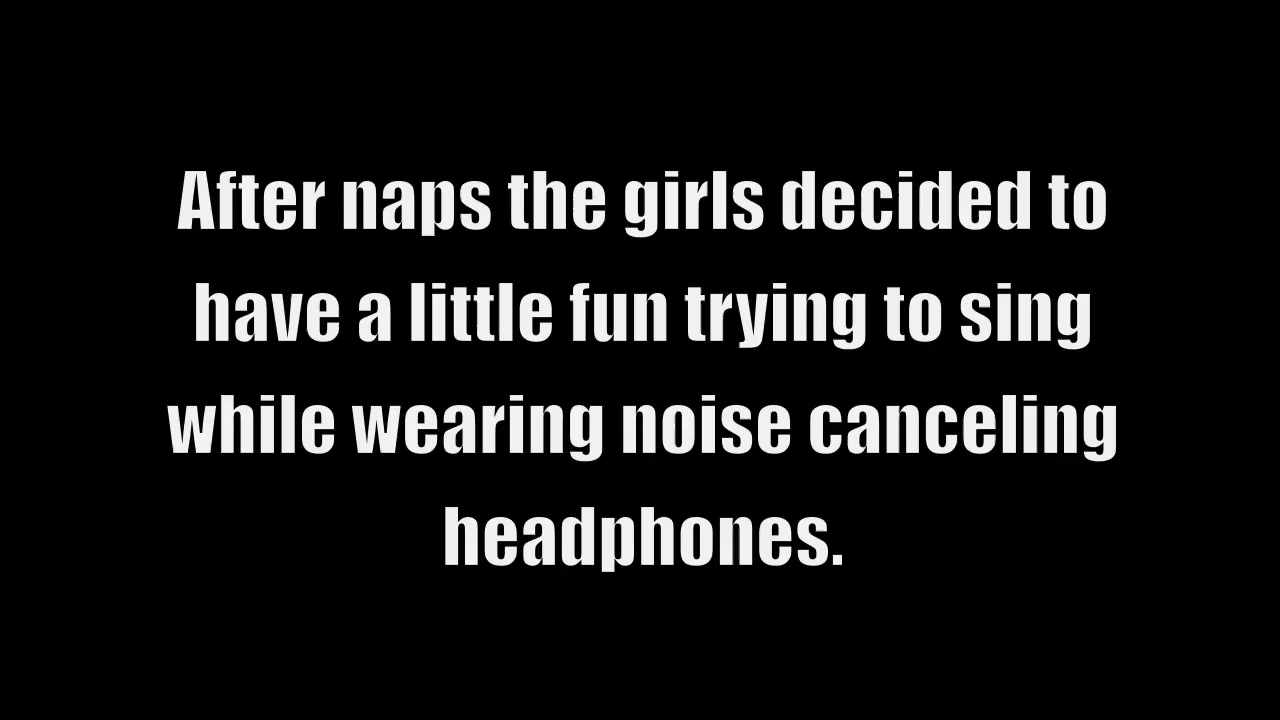 After naps the girls decided to
have a little fun trying to sing
while wearing noise canceling
headphones.